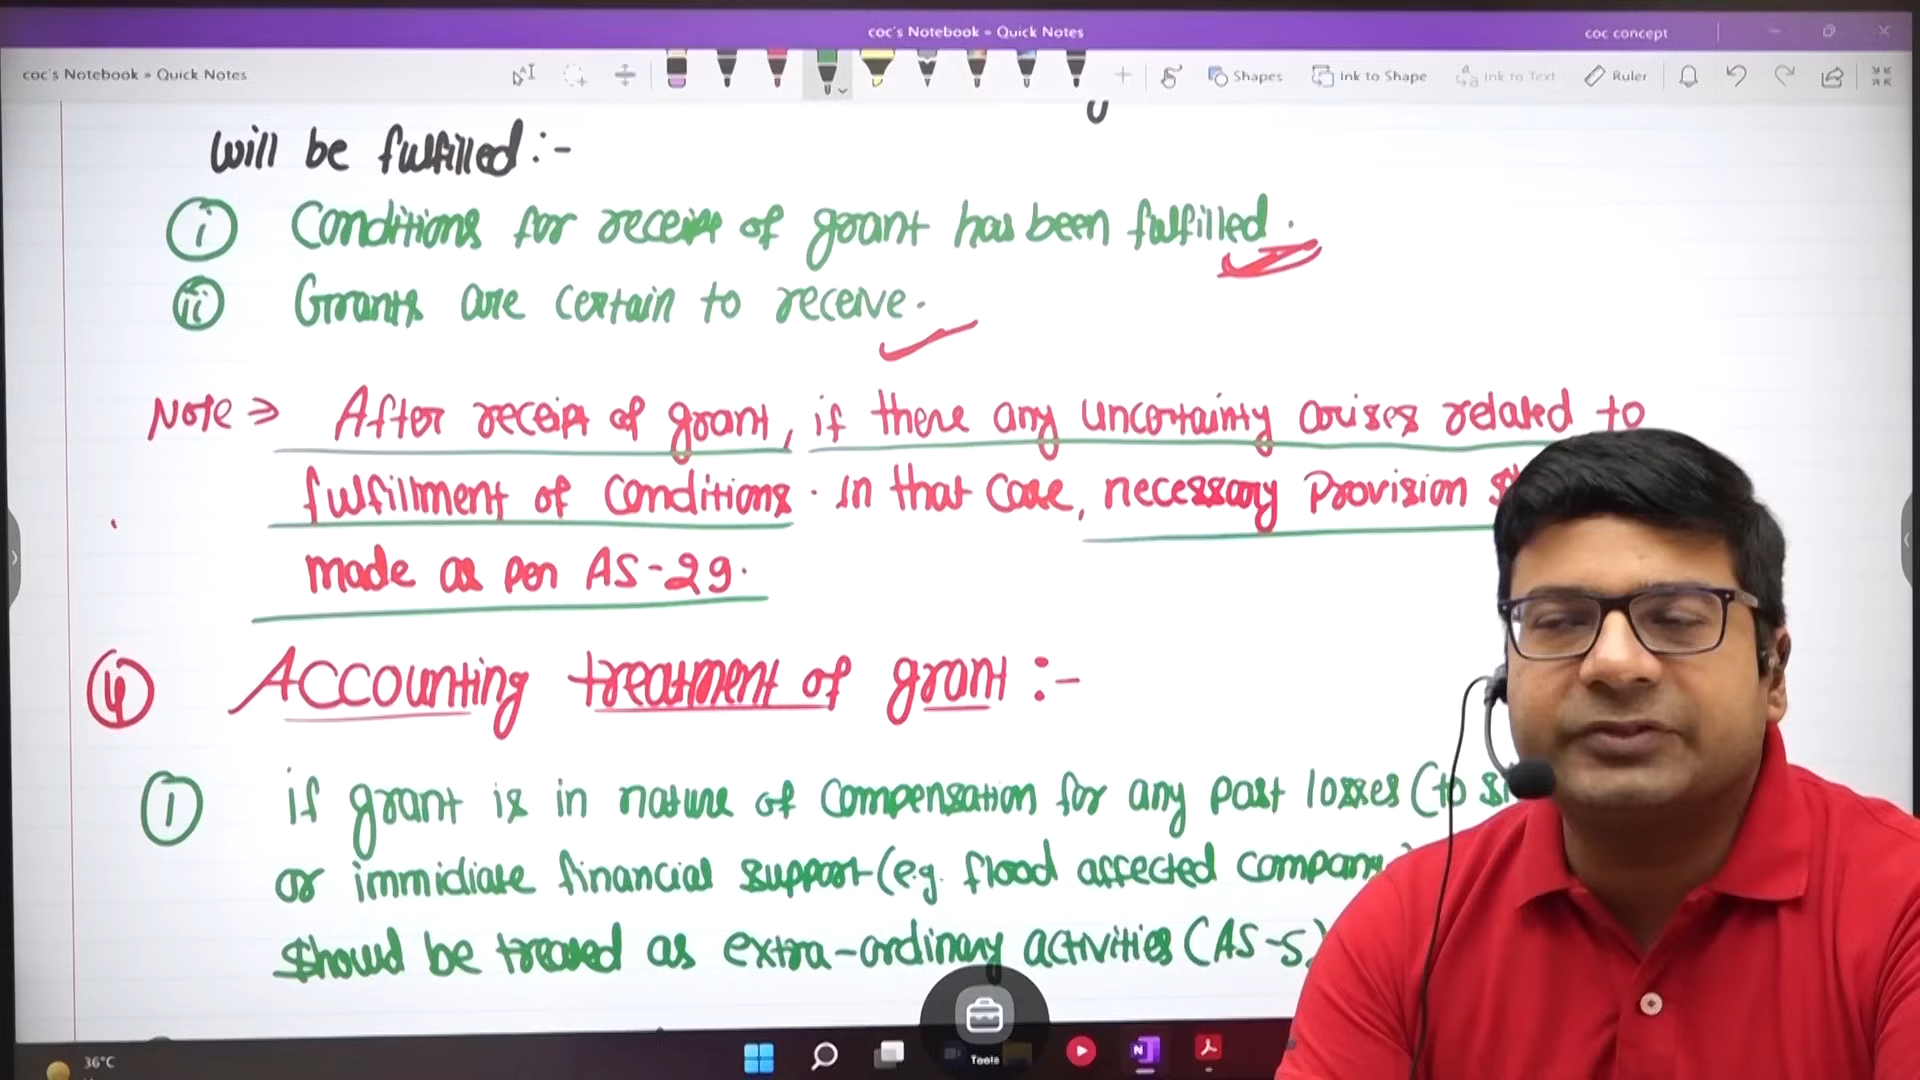 coc's Notebook » Quick Notes
coc concept
coc's Notebook » Quick Notes
Shapes
Ink to Shape
Ink to Text
Ruler
will be fulfilled :-
i Conditions for receipt of grant has been fulfilled.
ii Grants are certain to receive.
Note ⇒ After receipt of grant, if there any uncertainty arises related to
fulfillment of conditions. in that case, necessary provision
made as per AS-29.
4 Accounting treatment of grant :-
1 if grant is in nature of compensation for any past losses (to
or immidiate financial support (e.g. flood affected company
should be treated as extra-ordinary activities (AS-5)
Tools
36°C